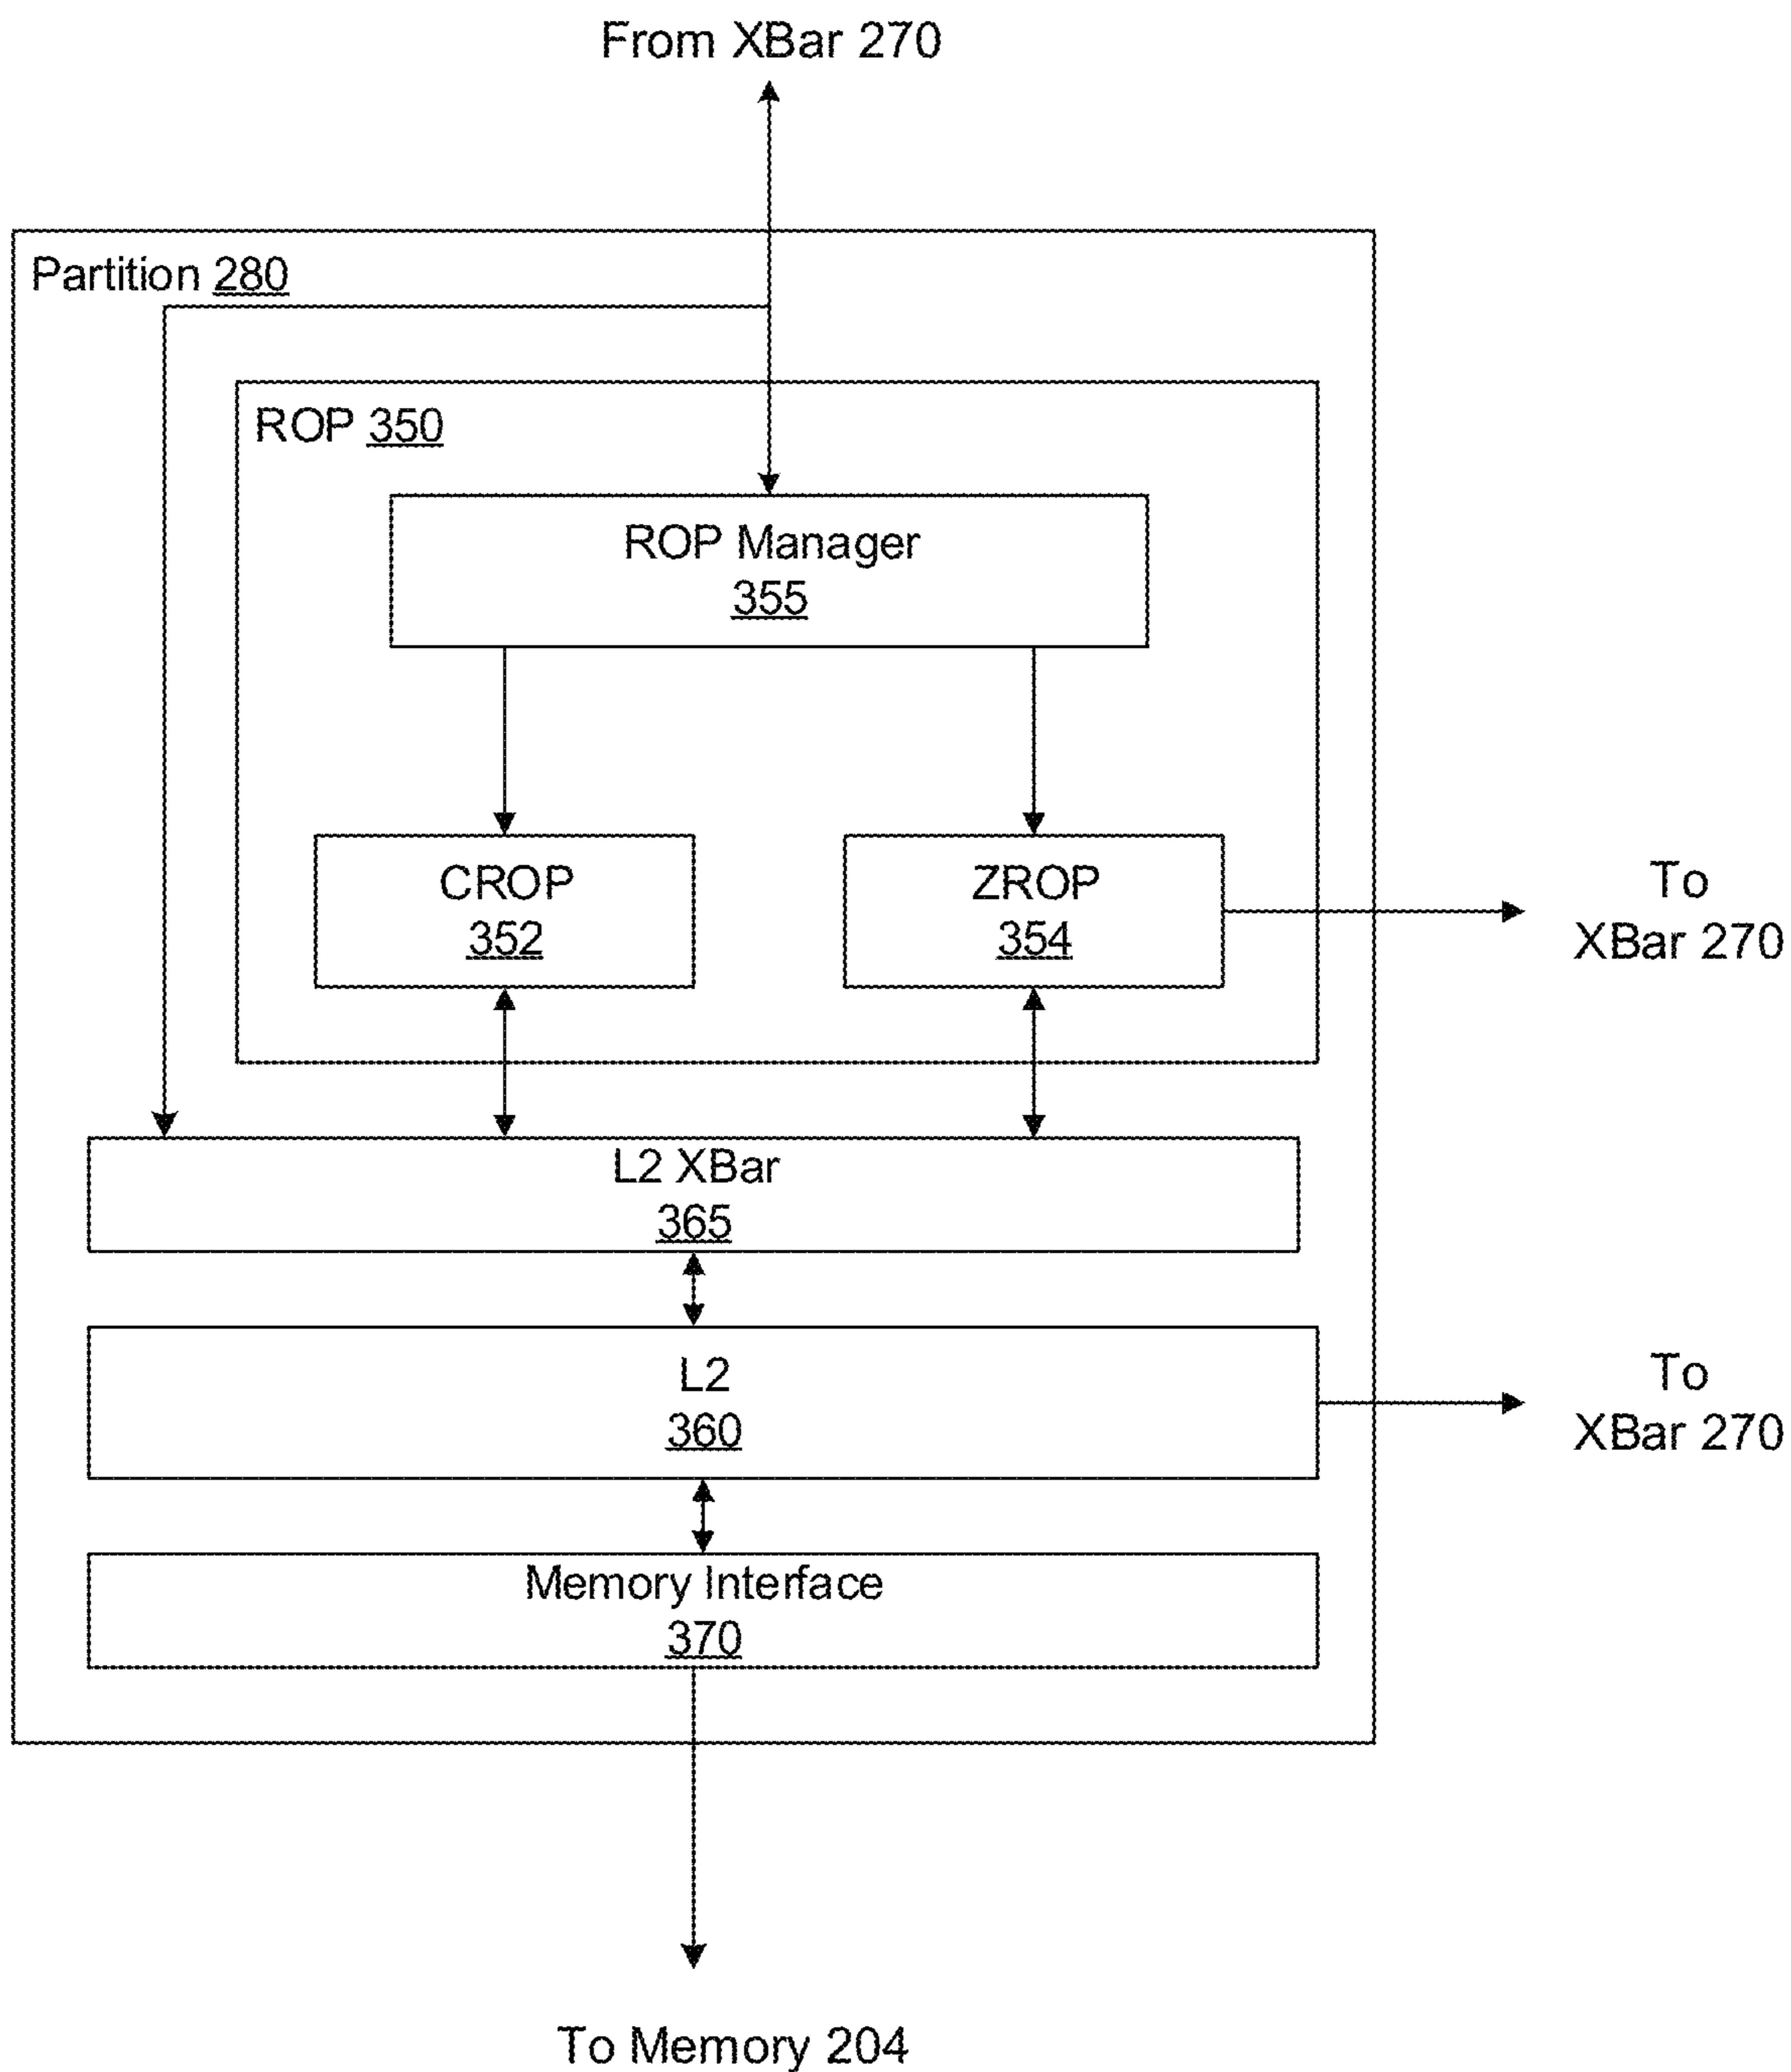 From XBar 270
Partition 280
ROP 350
ROP Manager
355
CROP
352
ZROP
354
To
XBar 270
L2 XBar
365
L2
360
To
XBar 270
Memory Interface
370
To Memory 204